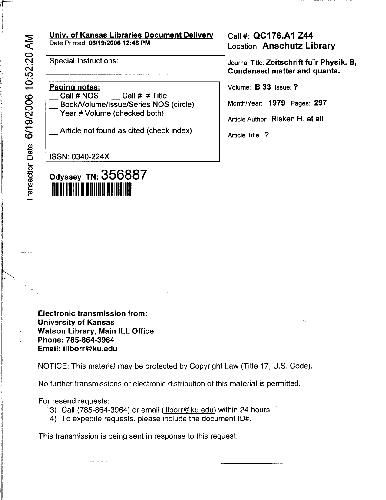 Transaction Date: 6/19/2006 10:52:20 AM
Univ. of Kansas Libraries Document Delivery
Date Printed: 06/19/2006 12:48 PM
Special Instructions:
Paging notes:
__ Call # NOS __ Call # ≠ Title
__ Book/Volume/Issue/Series NOS (circle)
__ Year ≠ Volume (checked both)
__ Article not found as cited (check index)
ISSN: 0340-224X
Odyssey TN: 356887
Call #: QC176.A1 Z44
Location: Anschutz Library
Journal Title: Zeitschrift für Physik. B, Condensed matter and quanta.
Volume: B 33 Issue: ?
Month/Year: 1979 Pages: 297
Article Author: Risken H. et all
Article Title: ?
Electronic transmission from:
University of Kansas
Watson Library, Main ILL Office
Phone: 785-864-3964
Email: illborr@ku.edu
NOTICE: This material may be protected by Copyright Law (Title 17, U.S. Code).
No further transmissions or electronic distribution of this material is permitted.
For resend requests:
3) Call (785-864-3964) or email (illborr@ku.edu) within 24 hours
4) To expedite requests, please include the document ID#.
This transmission is being sent in response to this request.